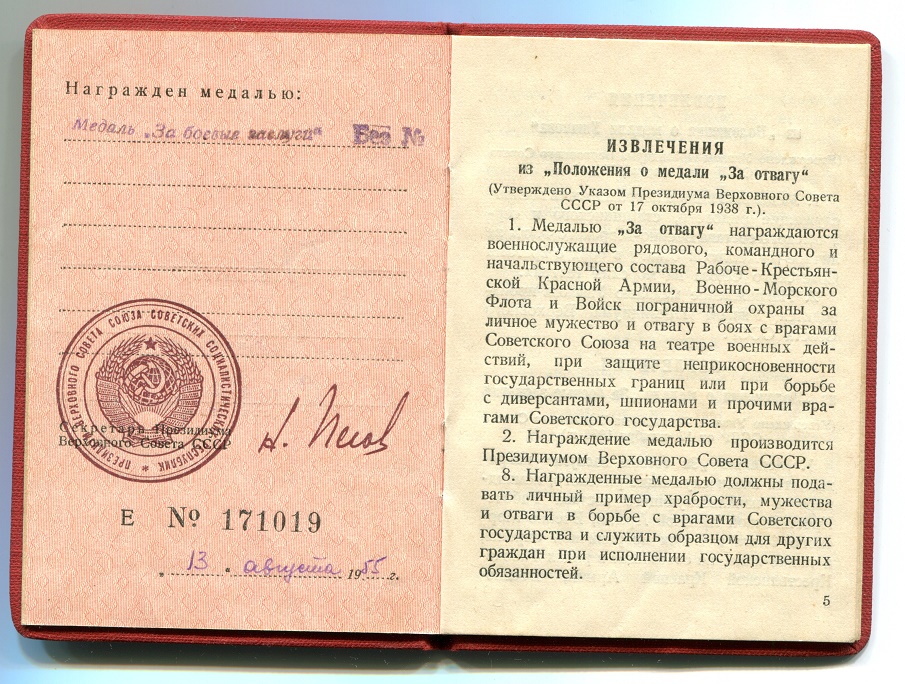 Награжден медалью:
Медаль „За боевые заслуги“ Без №
ПРЕЗИДИУМ ВЕРХОВНОГО СОВЕТА СОЮЗА СОВЕТСКИХ СОЦИАЛИСТИЧЕСКИХ РЕСПУБЛИК *
Секретарь Президиума
Верховного Совета СССР
Е № 171019
„ 13 “ августа 1955 г.
ИЗВЛЕЧЕНИЯ
из „Положения о медали „За отвагу“
(Утверждено Указом Президиума Верховного Совета
СССР от 17 октября 1938 г.).
1. Медалью „За отвагу“ награждаются
военнослужащие рядового, командного и
начальствующего состава Рабоче-Крестьян-
ской Красной Армии, Военно-Морского
Флота и Войск пограничной охраны за
личное мужество и отвагу в боях с врагами
Советского Союза на театре военных дей-
ствий, при защите неприкосновенности
государственных границ или при борьбе
с диверсантами, шпионами и прочими вра-
гами Советского государства.
2. Награждение медалью производится
Президиумом Верховного Совета СССР.
8. Награжденные медалью должны пода-
вать личный пример храбрости, мужества
и отваги в борьбе с врагами Советского
государства и служить образцом для других
граждан при исполнении государственных
обязанностей.
5